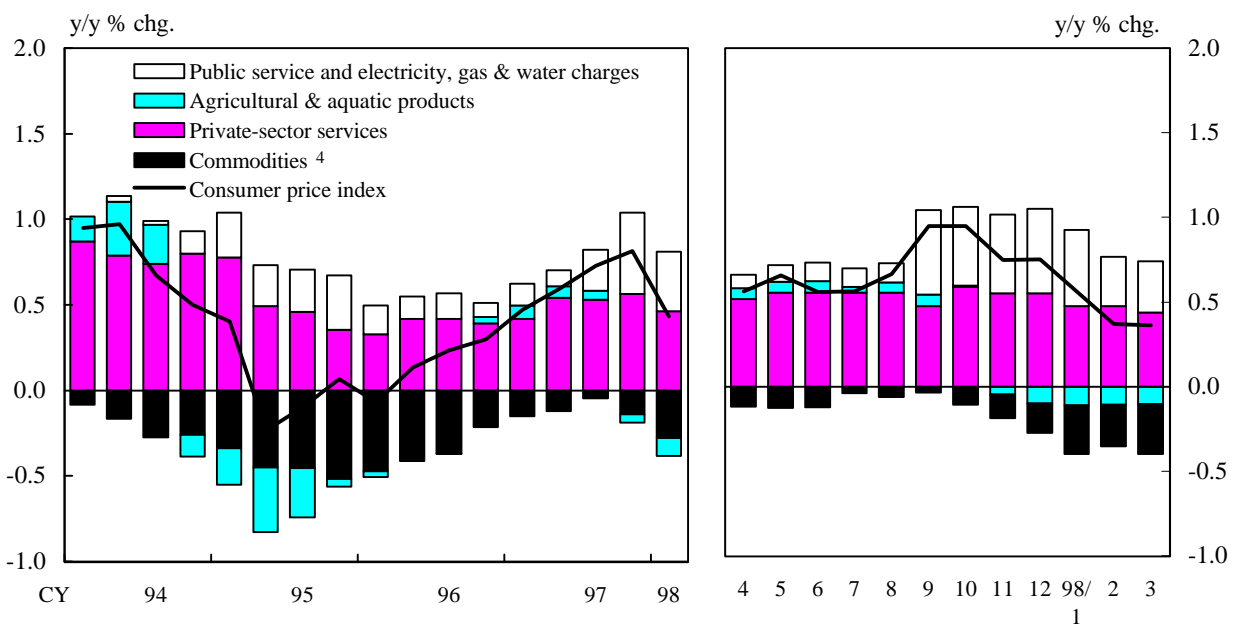 y/y % chg.
y/y % chg.
2.0
1.5
1.0
0.5
0.0
-0.5
-1.0
Public service and electricity, gas & water charges
Agricultural & aquatic products
Private-sector services
Commodities 4
Consumer price index
CY 94 95 96 97 98
2.0
1.5
1.0
0.5
0.0
-0.5
-1.0
4 5 6 7 8 9 10 11 12 98/ 2 3
1